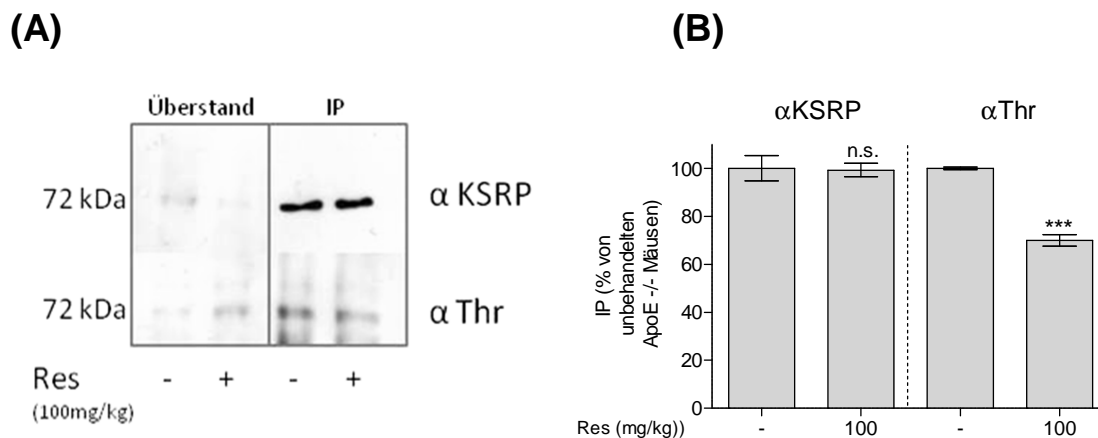 (A)
Überstand IP
72 kDa α KSRP
72 kDa α Thr
Res - + - +
(100mg/kg)
(B)
αKSRP αThr
IP (% von
unbehandelten
ApoE -/- Mäusen)
100
80
60
40
20
0
n.s.
***
Res (mg/kg)) - 100 - 100